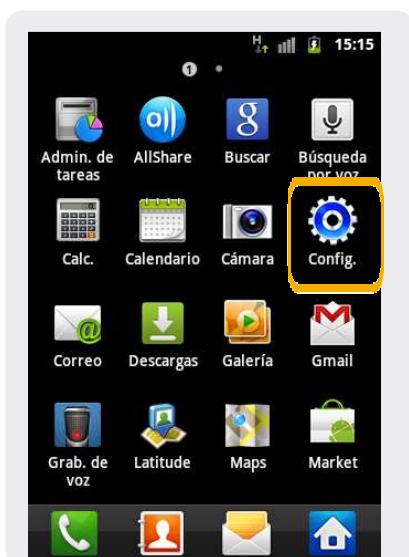 H 15:15
1
8
Admin. de tareas
AllShare
Buscar
Búsqueda por voz
Calc.
Calendario
Cámara
Config.
@
Correo
Descargas
Galería
Gmail
Grab. de voz
Latitude
Maps
Market